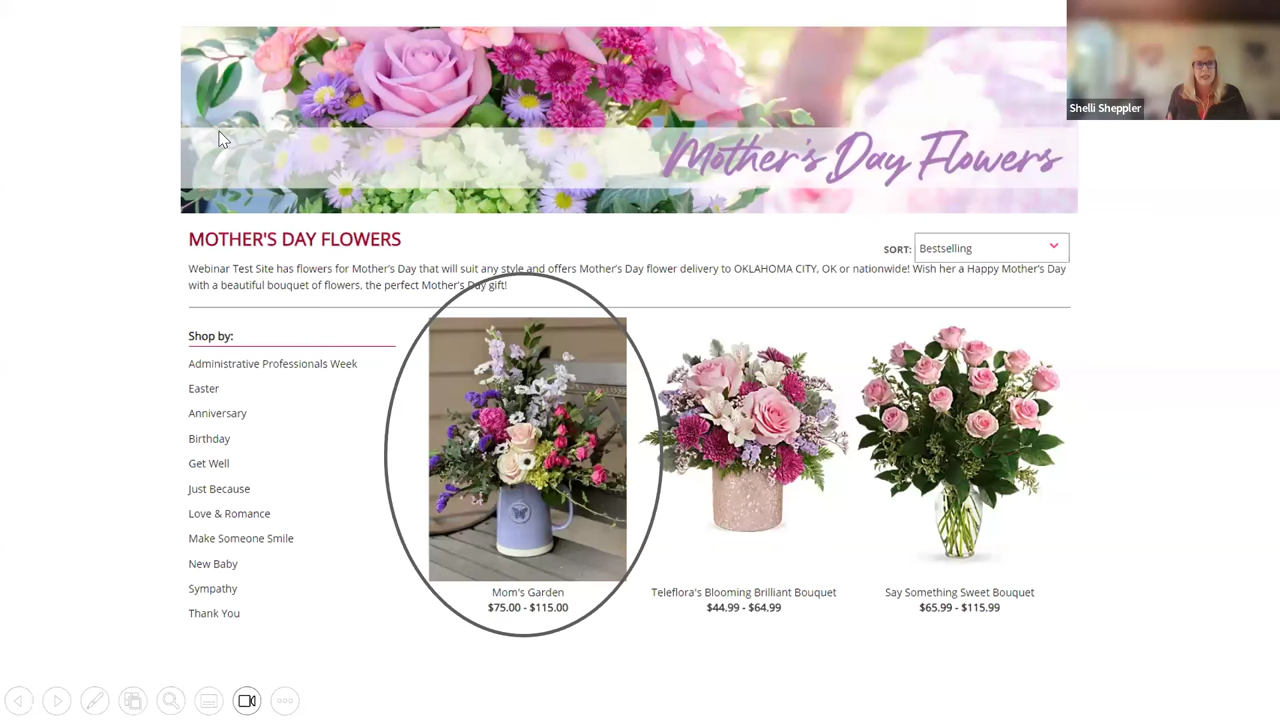 Shelli Sheppler
Mother's Day Flowers
MOTHER'S DAY FLOWERS
SORT: Bestselling
Webinar Test Site has flowers for Mother's Day that will suit any style and offers Mother's Day flower delivery to OKLAHOMA CITY, OK or nationwide! Wish her a Happy Mother's Day
with a beautiful bouquet of flowers, the perfect Mother's Day gift!
Shop by:
Administrative Professionals Week
Easter
Anniversary
Birthday
Get Well
Just Because
Love & Romance
Make Someone Smile
New Baby
Sympathy
Thank You
Mom's Garden
$75.00 - $115.00
Teleflora's Blooming Brilliant Bouquet
$44.99 - $64.99
Say Something Sweet Bouquet
$65.99 - $115.99